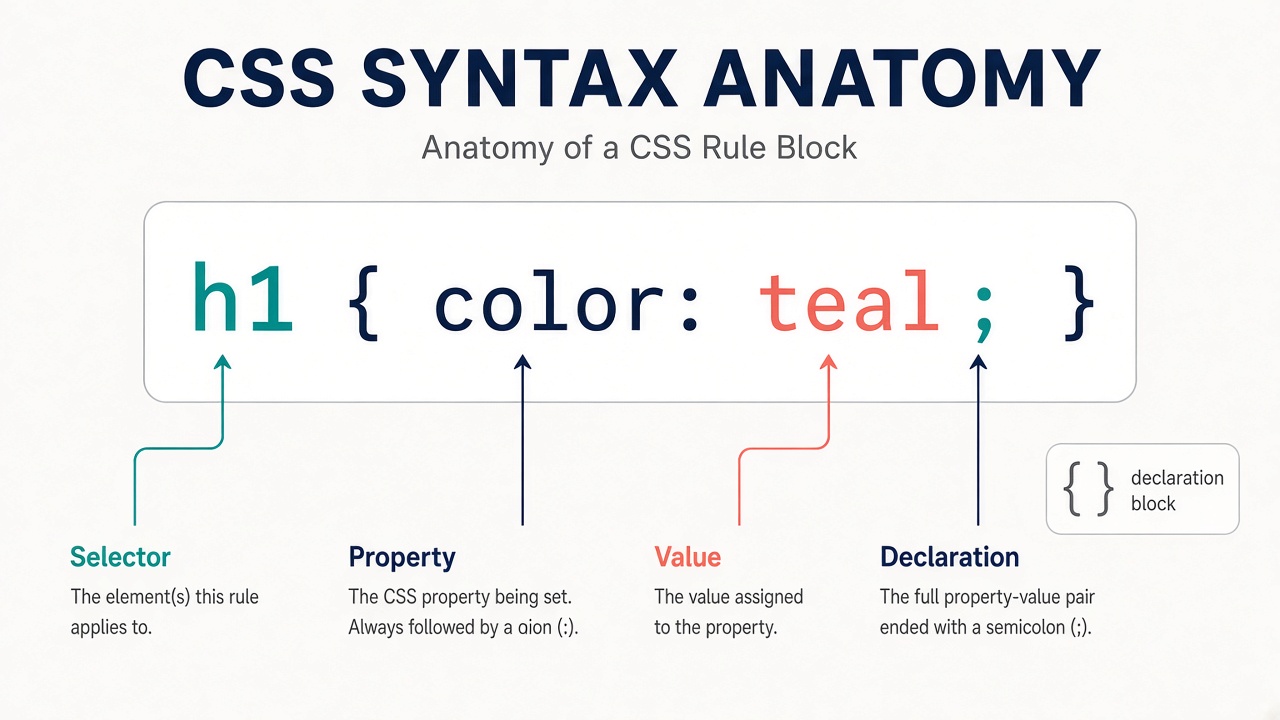 CSS SYNTAX ANATOMY
Anatomy of a CSS Rule Block
h1 { color: teal ; }
{ } declaration
block
Selector
The element(s) this rule
applies to.
Property
The CSS property being set.
Always followed by a (:).
Value
The value assigned
to the property.
Declaration
The full property-value pair
ended with a semicolon (;).